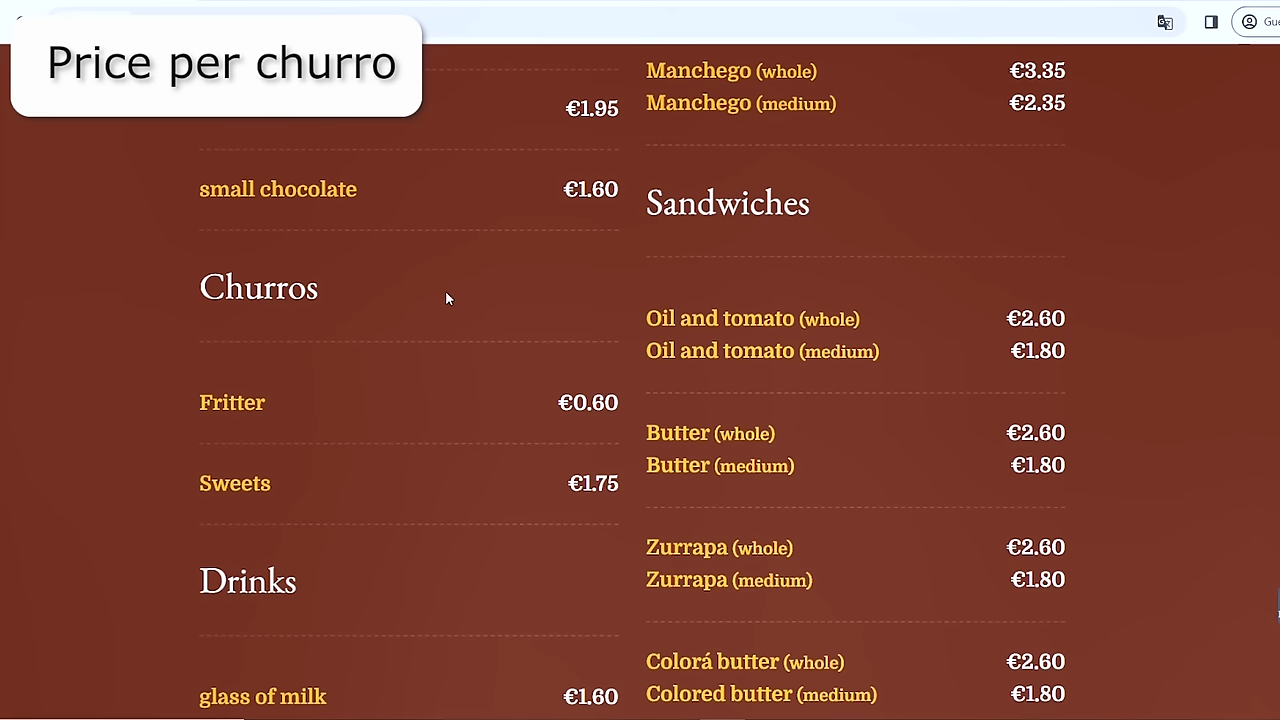 Price per churro
Gue
€1.95
small chocolate €1.60
Churros
Fritter €0.60
Sweets €1.75
Drinks
glass of milk €1.60
Manchego (whole) €3.35
Manchego (medium) €2.35
Sandwiches
Oil and tomato (whole) €2.60
Oil and tomato (medium) €1.80
Butter (whole) €2.60
Butter (medium) €1.80
Zurrapa (whole) €2.60
Zurrapa (medium) €1.80
Colorá butter (whole) €2.60
Colored butter (medium) €1.80